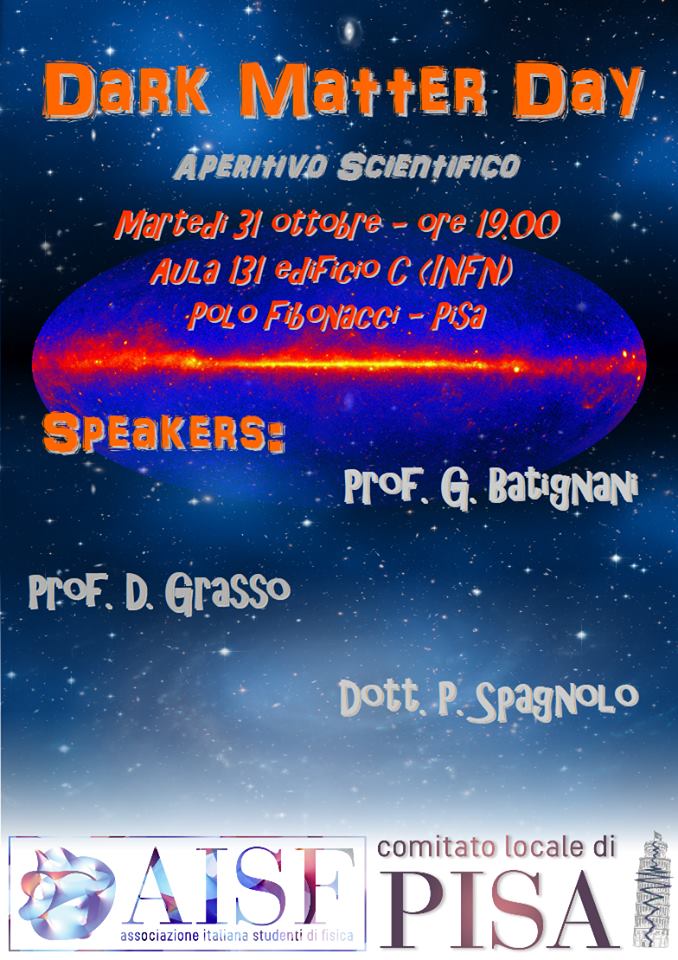 Dark Matter Day
Aperitivo Scientifico
Martedi 31 ottobre - ore 19.00
Aula 131 edificio C (INFN)
Polo Fibonacci - Pisa
Speakers:
Prof. G. Batignani
Prof. D. Grasso
Dott. P. Spagnolo
AISF
associazione italiana studenti di fisica
comitato locale di
PISA